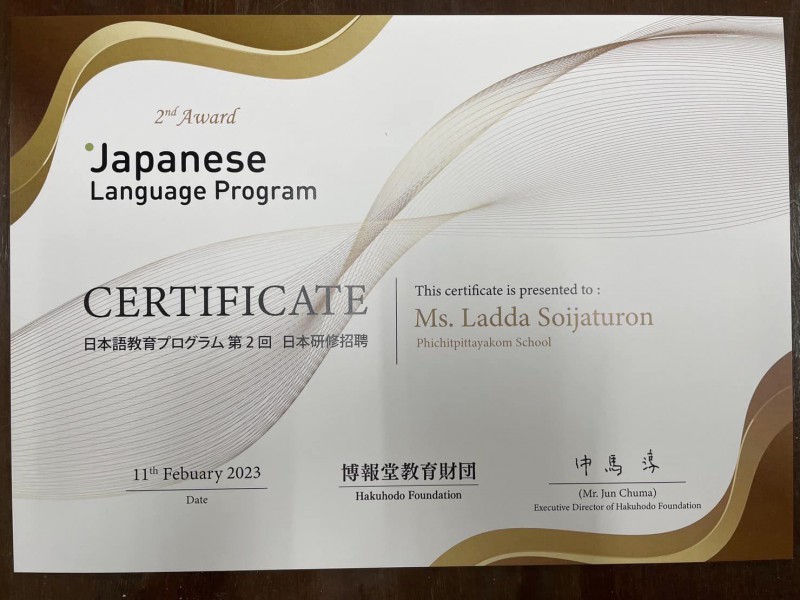 2nd Award
Japanese
Language Program
CERTIFICATE
日本語教育プログラム 第2回 日本研修招聘
This certificate is presented to :
Ms. Ladda Soijaturon
Phichitpittayakom School
11th Febuary 2023
Date
博報堂教育財団
Hakuhodo Foundation
中馬 淳
(Mr. Jun Chuma)
Executive Director of Hakuhodo Foundation